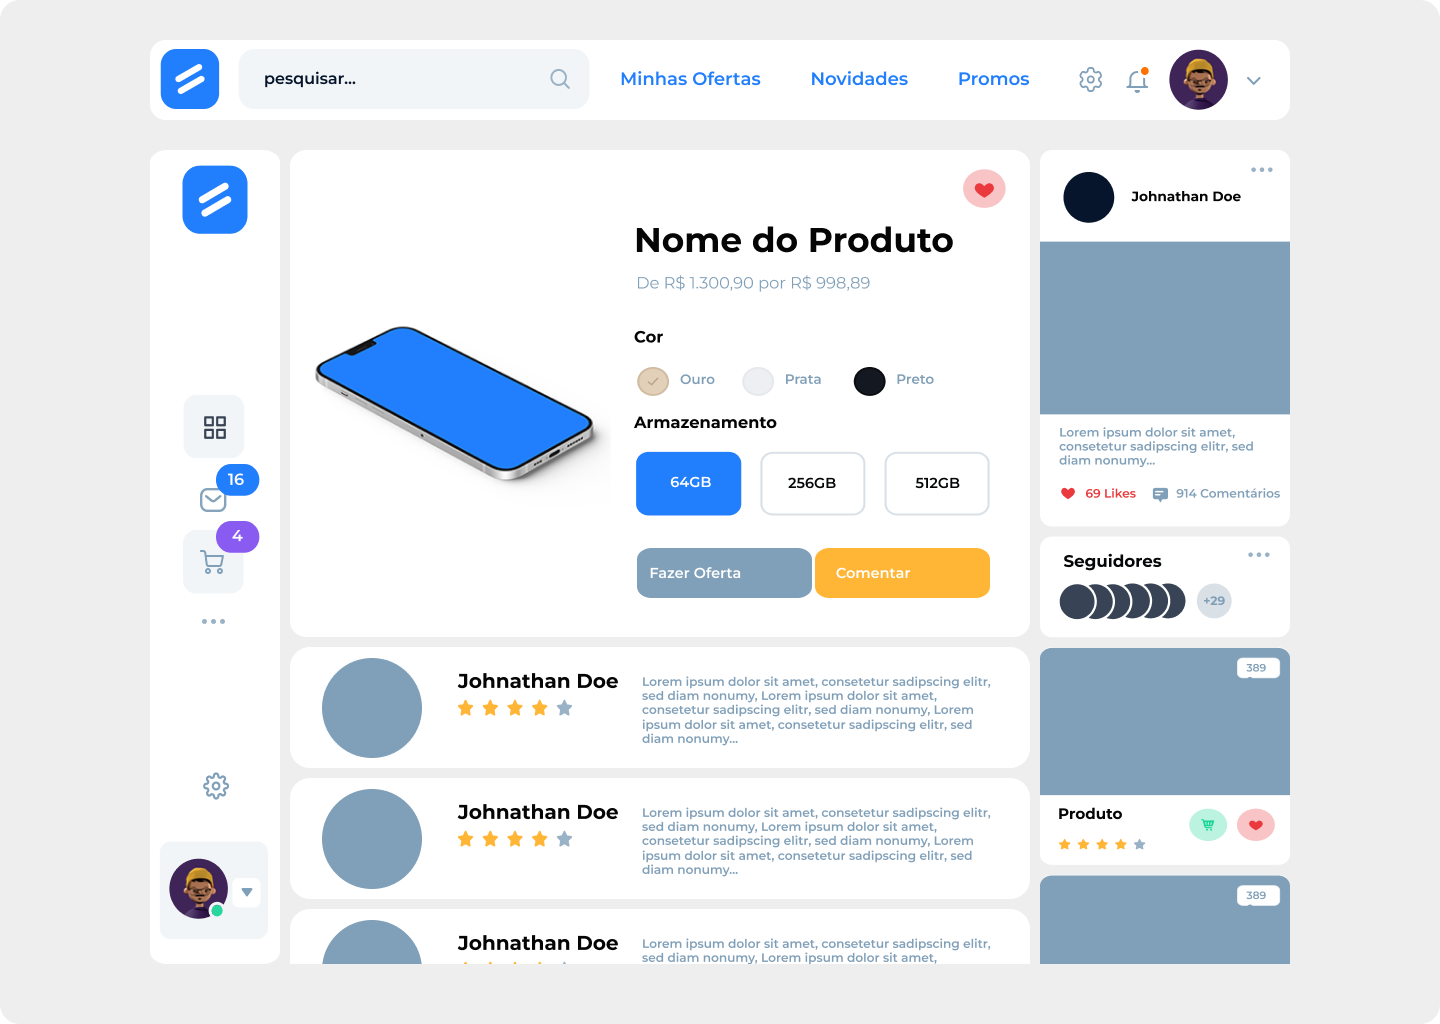 pesquisar...
Minhas Ofertas
Novidades
Promos
16
4
Nome do Produto
De R$ 1.300,90 por R$ 998,89
Cor
Ouro
Prata
Preto
Armazenamento
64GB
256GB
512GB
Fazer Oferta
Comentar
Johnathan Doe
Lorem ipsum dolor sit amet, consetetur sadipscing elitr,
sed diam nonumy, Lorem ipsum dolor sit amet,
consetetur sadipscing elitr, sed diam nonumy, Lorem
ipsum dolor sit amet, consetetur sadipscing elitr, sed
diam nonumy...
Johnathan Doe
Lorem ipsum dolor sit amet, consetetur sadipscing elitr,
sed diam nonumy, Lorem ipsum dolor sit amet,
consetetur sadipscing elitr, sed diam nonumy, Lorem
ipsum dolor sit amet, consetetur sadipscing elitr, sed
diam nonumy...
Johnathan Doe
Lorem ipsum dolor sit amet, consetetur sadipscing elitr,
sed diam nonumy, Lorem ipsum dolor sit amet,
Johnathan Doe
Lorem ipsum dolor sit amet,
consetetur sadipscing elitr, sed
diam nonumy...
69 Likes
914 Comentários
Seguidores
+29
389
Produto
389